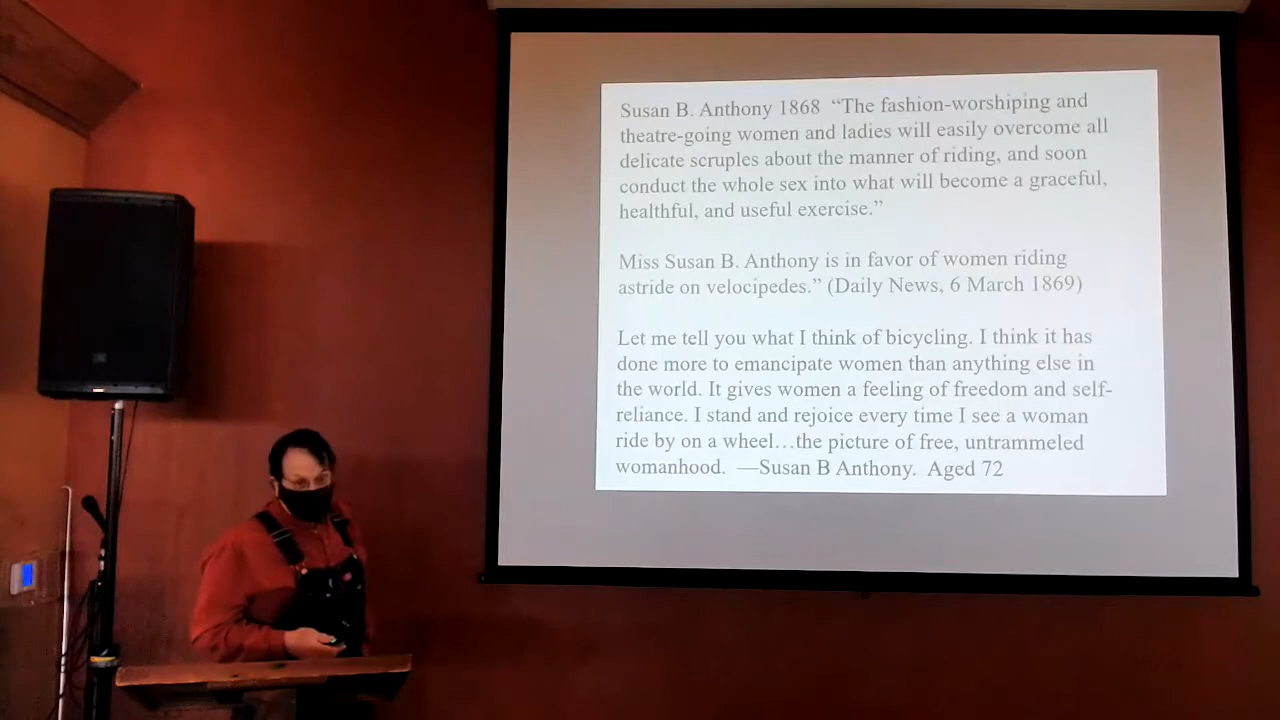 Susan B. Anthony 1868  “The fashion-worshiping and
theatre-going women and ladies will easily overcome all
delicate scruples about the manner of riding, and soon
conduct the whole sex into what will become a graceful,
healthful, and useful exercise.”
Miss Susan B. Anthony is in favor of women riding
astride on velocipedes.” (Daily News, 6 March 1869)
Let me tell you what I think of bicycling. I think it has
done more to emancipate women than anything else in
the world. It gives women a feeling of freedom and self-
reliance. I stand and rejoice every time I see a woman
ride by on a wheel…the picture of free, untrammeled
womanhood.  —Susan B Anthony.  Aged 72